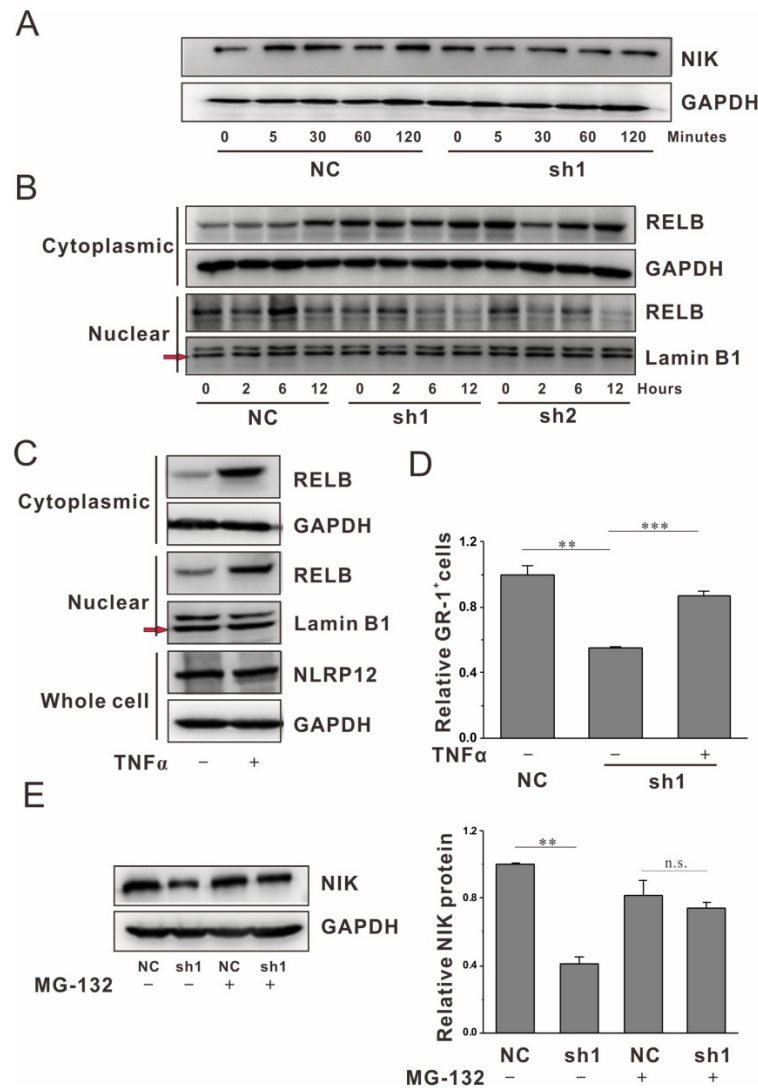 A
NIK
GAPDH
0 5 30 60 120 0 5 30 60 120 Minutes
NC sh1
B
Cytoplasmic
RELB
GAPDH
Nuclear
RELB
Lamin B1
0 2 6 12 0 2 6 12 0 2 6 12 Hours
NC sh1 sh2
C
Cytoplasmic
RELB
GAPDH
Nuclear
RELB
Lamin B1
Whole cell
NLRP12
GAPDH
TNFα − +
D
Relative GR-1⁺cells
1.2
0.8
0.4
0.0
** ***
TNFα − − +
NC sh1
E
NIK
GAPDH
NC sh1 NC sh1
MG-132 − − + +
Relative NIK protein
1.2
0.8
0.4
0.0
** n.s.
NC sh1 NC sh1
MG-132 − − + +